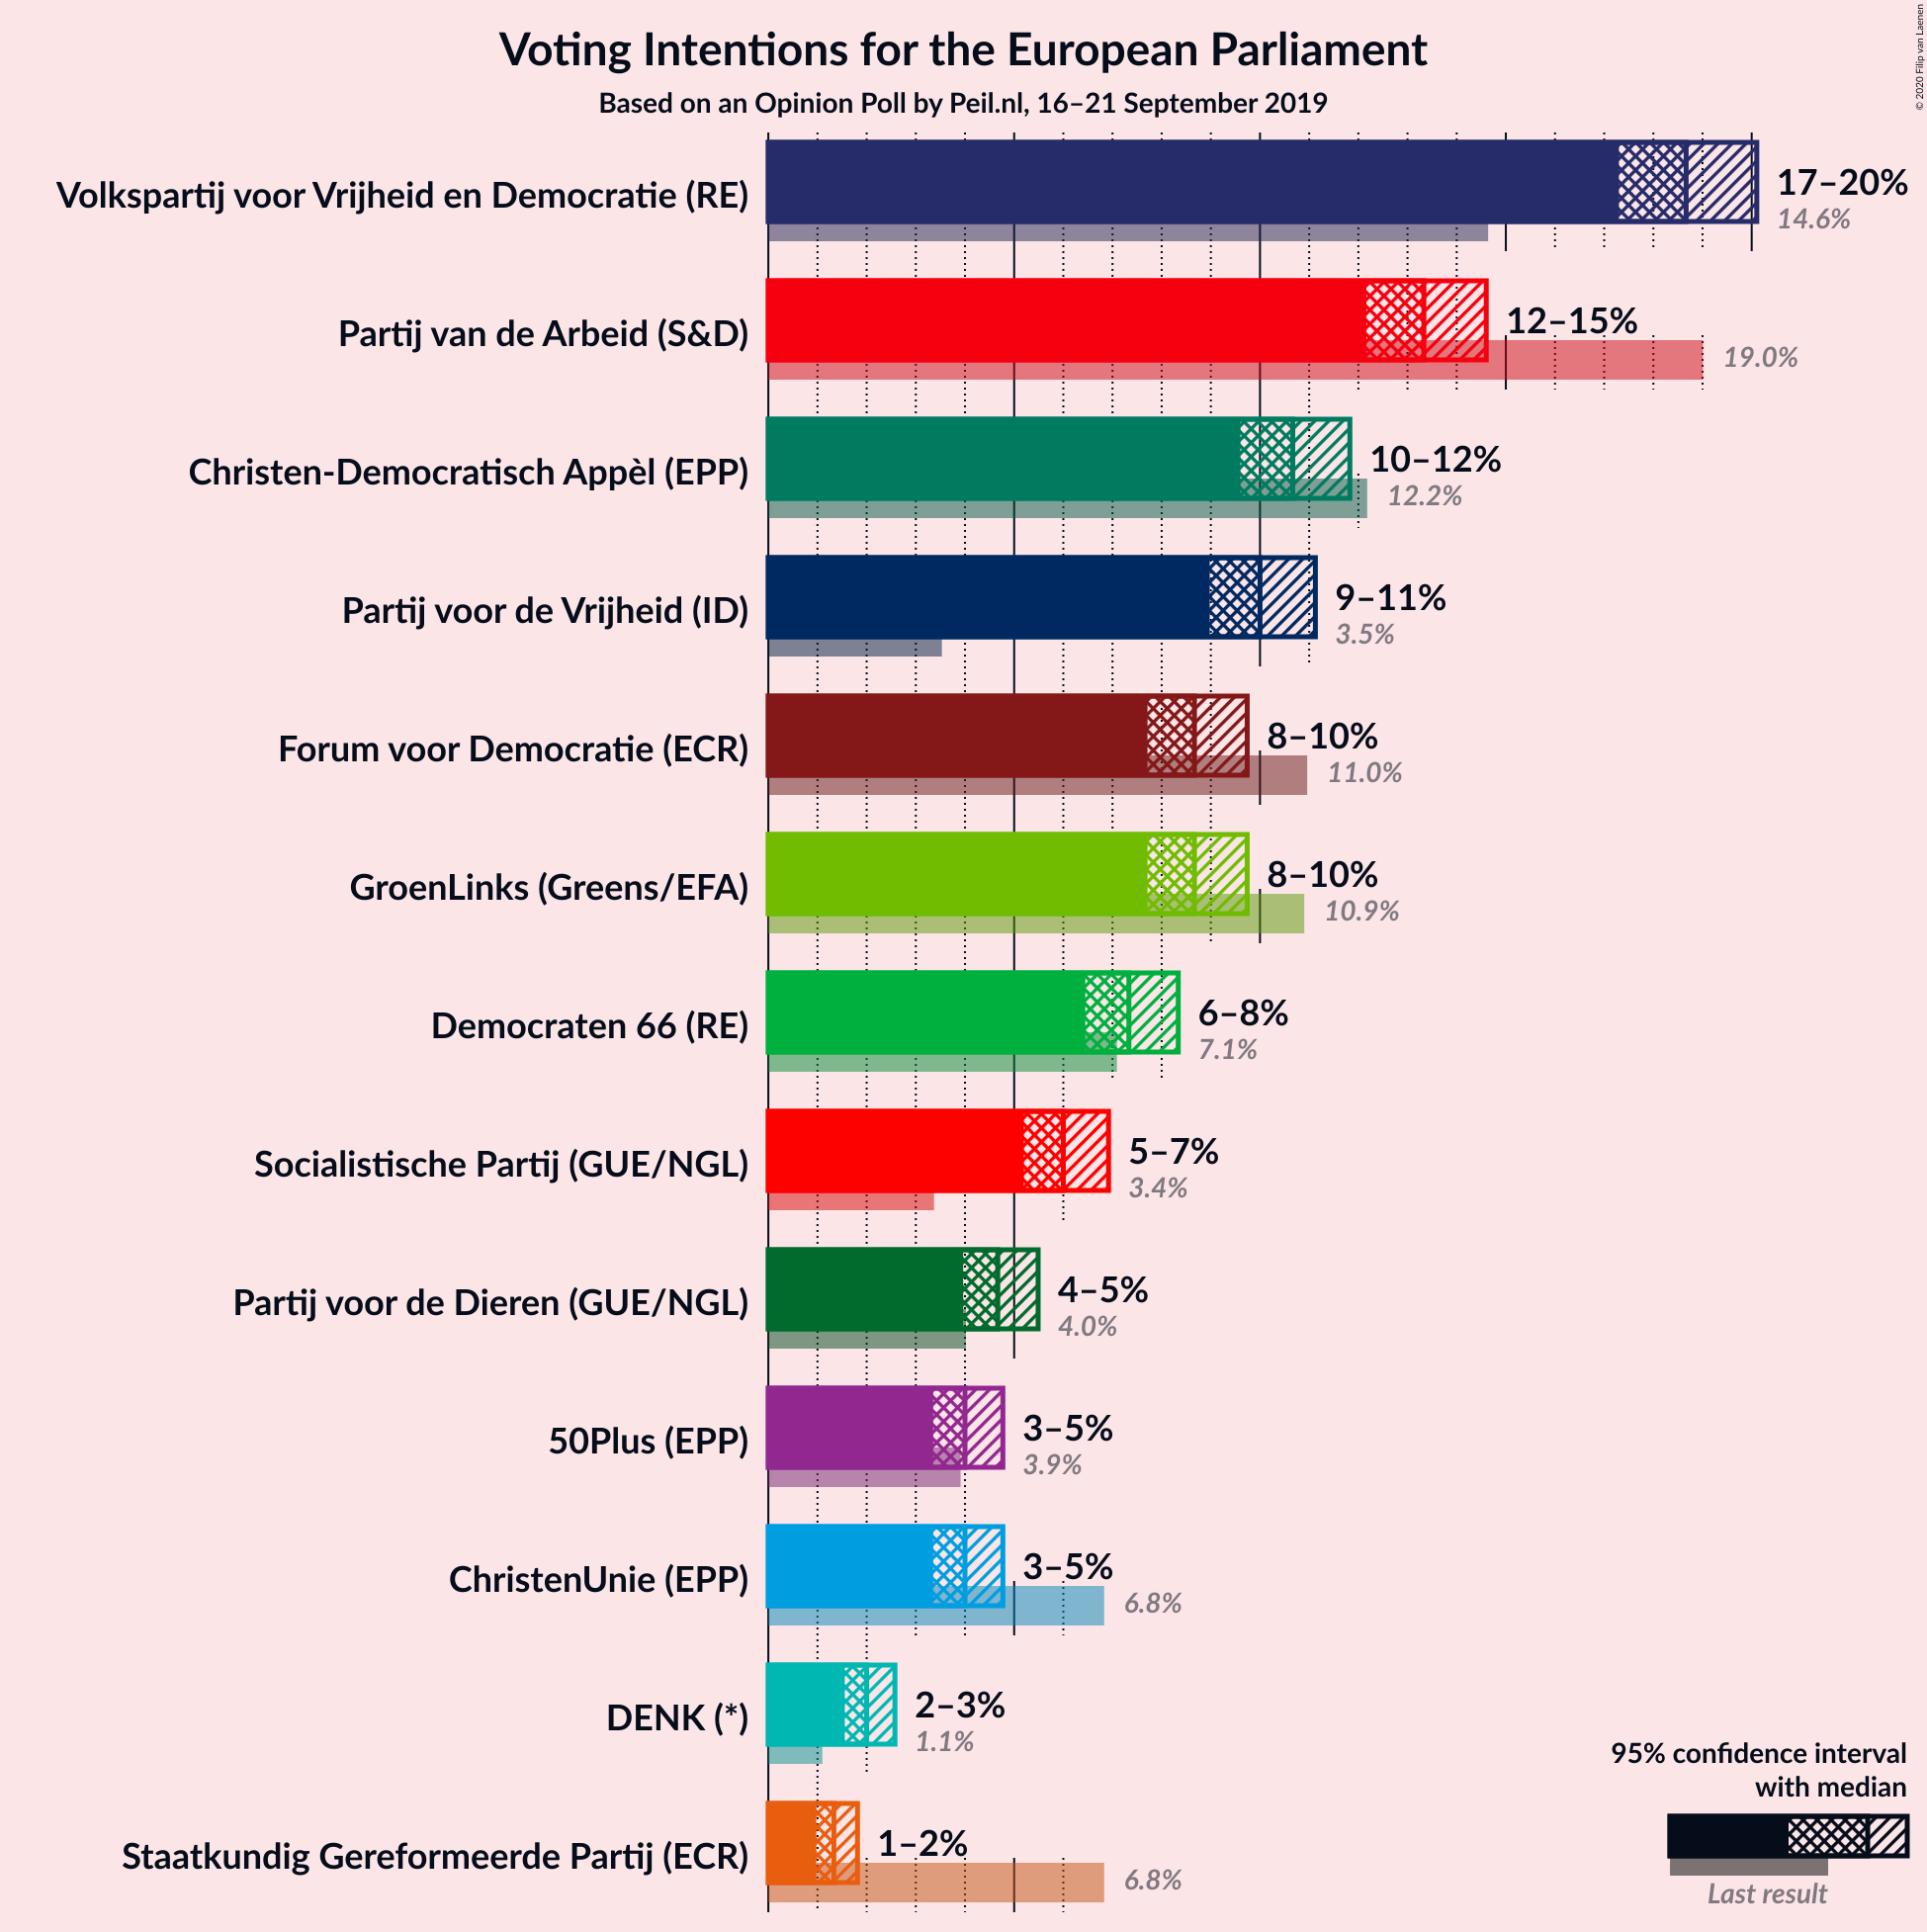 Voting Intentions for the European Parliament
Based on an Opinion Poll by Peil.nl, 16–21 September 2019
© 2020 Filip van Laenen
Volkspartij voor Vrijheid en Democratie (RE)
17–20%
14.6%
Partij van de Arbeid (S&D)
12–15%
19.0%
Christen-Democratisch Appèl (EPP)
10–12%
12.2%
Partij voor de Vrijheid (ID)
9–11%
3.5%
Forum voor Democratie (ECR)
8–10%
11.0%
GroenLinks (Greens/EFA)
8–10%
10.9%
Democraten 66 (RE)
6–8%
7.1%
Socialistische Partij (GUE/NGL)
5–7%
3.4%
Partij voor de Dieren (GUE/NGL)
4–5%
4.0%
50Plus (EPP)
3–5%
3.9%
ChristenUnie (EPP)
3–5%
6.8%
DENK (*)
2–3%
1.1%
Staatkundig Gereformeerde Partij (ECR)
1–2%
6.8%
95% confidence interval
with median
Last result